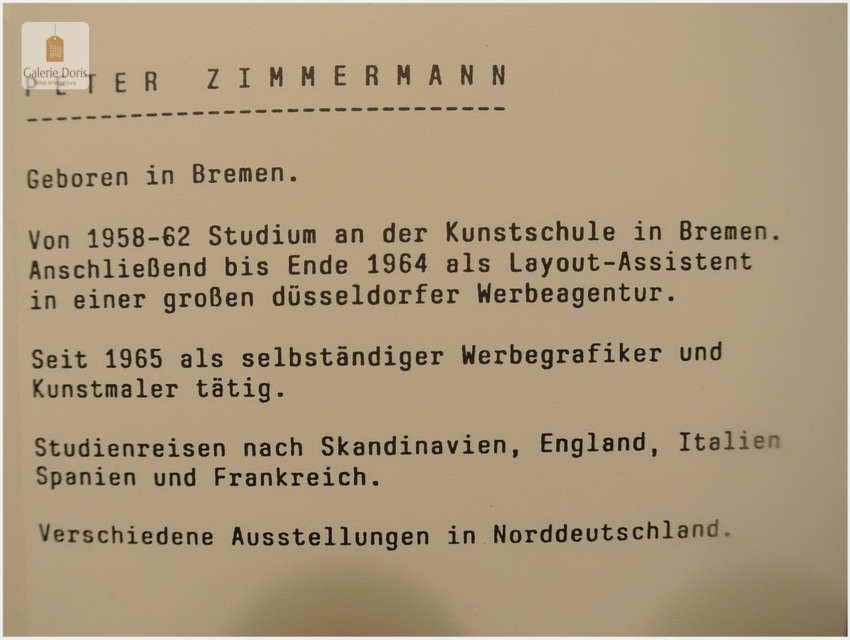 Galerie Doris
PETER ZIMMERMANN
--------------------------------
Geboren in Bremen.
Von 1958-62 Studium an der Kunstschule in Bremen.
Anschließend bis Ende 1964 als Layout-Assistent
in einer großen düsseldorfer Werbeagentur.
Seit 1965 als selbständiger Werbegrafiker und
Kunstmaler tätig.
Studienreisen nach Skandinavien, England, Italien
Spanien und Frankreich.
Verschiedene Ausstellungen in Norddeutschland.